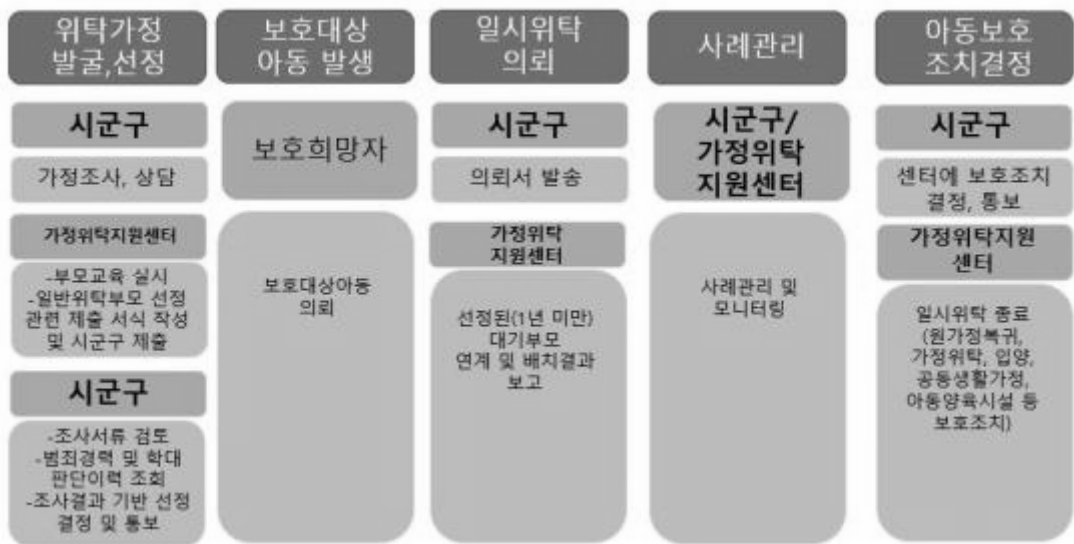 위탁가정
발굴,선정
시군구
가정조사, 상담
가정위탁지원센터
-부모교육 실시
-일반위탁부모 선정
관련 제출 서식 작성
및 시군구 제출
시군구
-조사서류 검토
-범죄경력 및 학대
판단이력 조회
-조사결과 기반 선정
결정 및 통보
보호대상
아동 발생
보호희망자
보호대상아동
의뢰
일시위탁
의뢰
시군구
의뢰서 발송
가정위탁
지원센터
선정된(1년 미만)
대기부모
연계 및 배치결과
보고
사례관리
시군구/
가정위탁
지원센터
사례관리 및
모니터링
아동보호
조치결정
시군구
센터에 보호조치
결정, 통보
가정위탁지원
센터
일시위탁 종료
(원가정복귀,
가정위탁, 입양,
공동생활가정,
아동양육시설 등
보호조치)